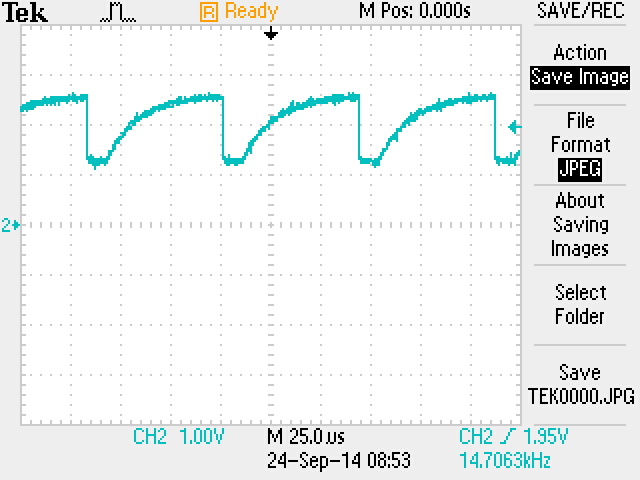 Tek
R Ready
M Pos: 0.000s
SAVE/REC
Action
Save Image
File
Format
JPEG
About
Saving
Images
Select
Folder
Save
TEK0000.JPG
2
CH2 1.00V
M 25.0us
CH2 1.95V
24-Sep-14 08:53
14.7063kHz